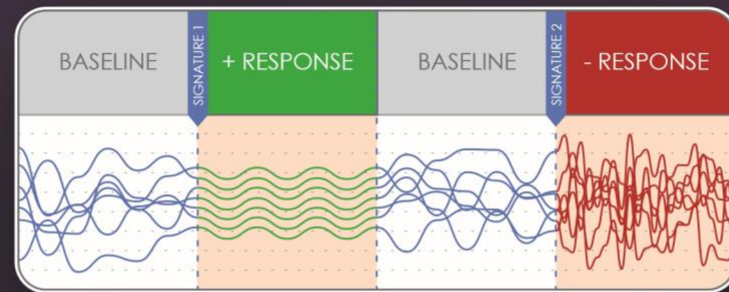 BASELINE
SIGNATURE 1
+ RESPONSE
BASELINE
SIGNATURE 2
- RESPONSE